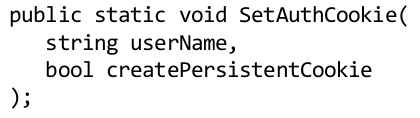 public static void SetAuthCookie(
   string userName,
   bool createPersistentCookie
);